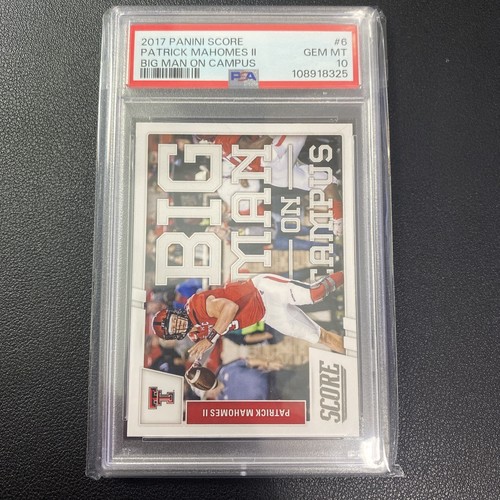 2017 PANINI SCORE #6
PATRICK MAHOMES II GEM MT
BIG MAN ON CAMPUS 10
PSA 108918325
BIG
MAN
ON
CAMPUS
PATRICK MAHOMES II
SCORE